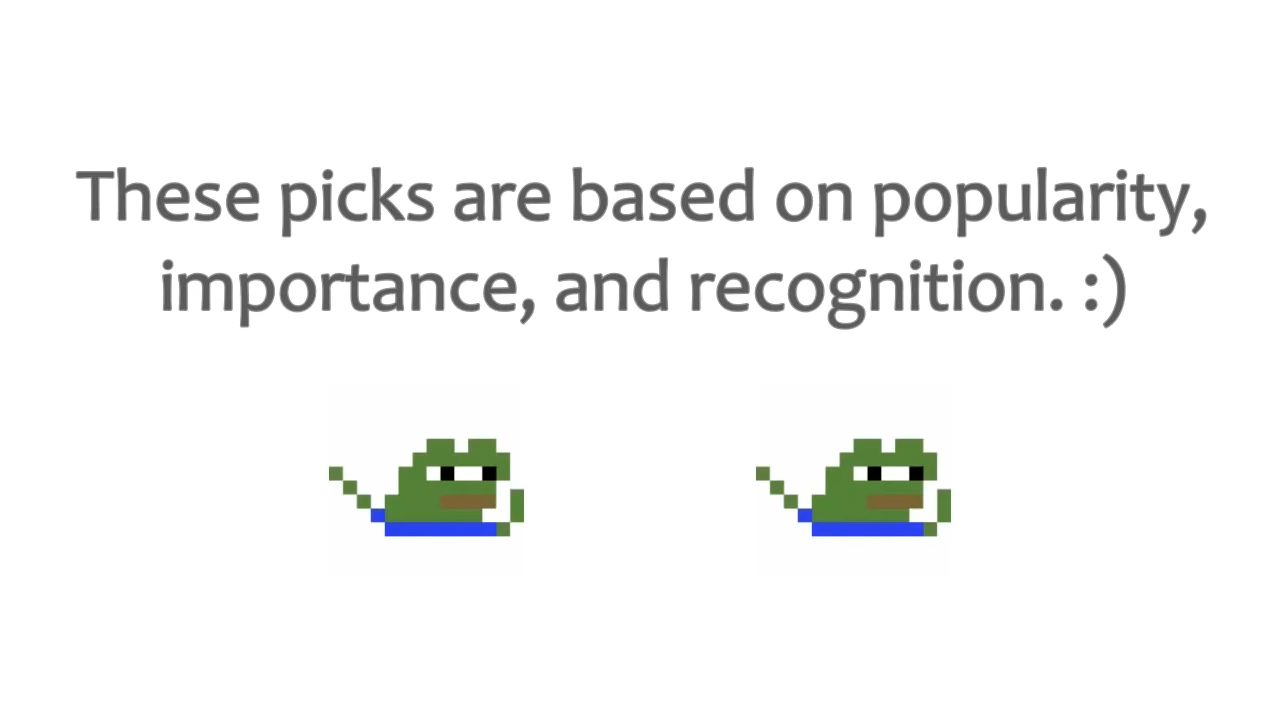 These picks are based on popularity,
importance, and recognition. :)